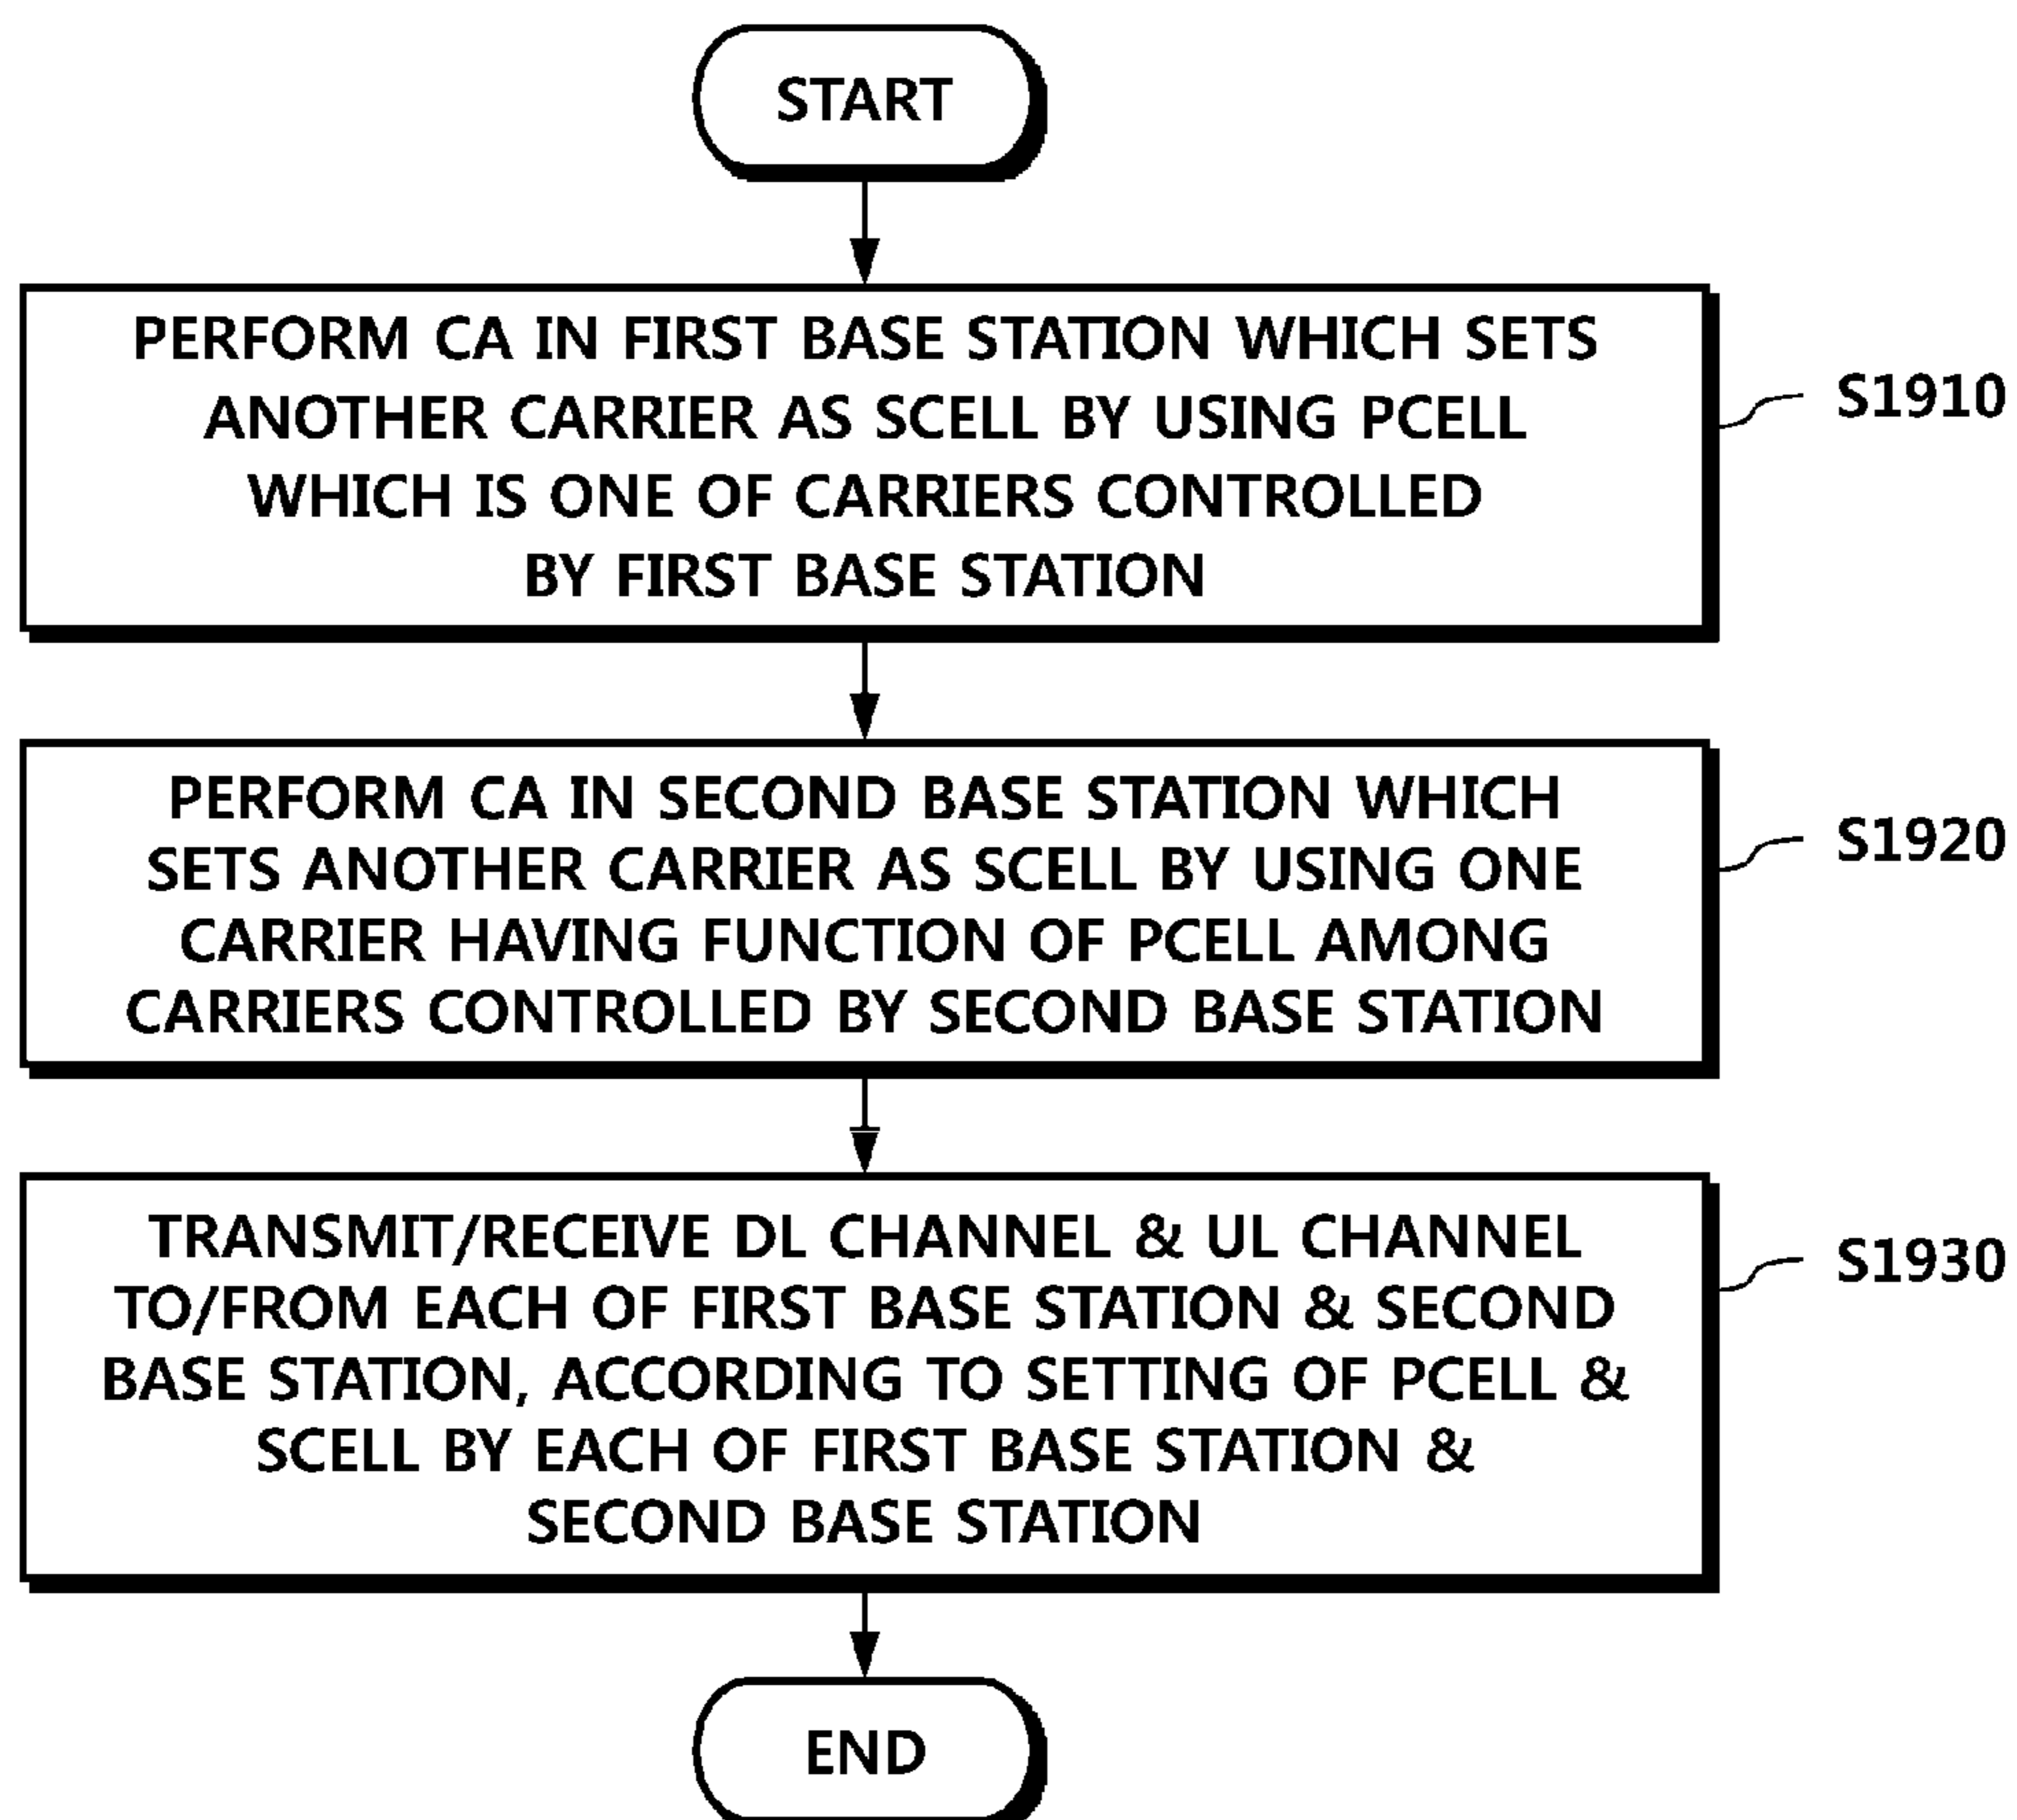 START
PERFORM CA IN FIRST BASE STATION WHICH SETS
ANOTHER CARRIER AS SCELL BY USING PCELL
WHICH IS ONE OF CARRIERS CONTROLLED
BY FIRST BASE STATION
S1910
PERFORM CA IN SECOND BASE STATION WHICH
SETS ANOTHER CARRIER AS SCELL BY USING ONE
CARRIER HAVING FUNCTION OF PCELL AMONG
CARRIERS CONTROLLED BY SECOND BASE STATION
S1920
TRANSMIT/RECEIVE DL CHANNEL & UL CHANNEL
TO/FROM EACH OF FIRST BASE STATION & SECOND
BASE STATION, ACCORDING TO SETTING OF PCELL &
SCELL BY EACH OF FIRST BASE STATION &
SECOND BASE STATION
S1930
END